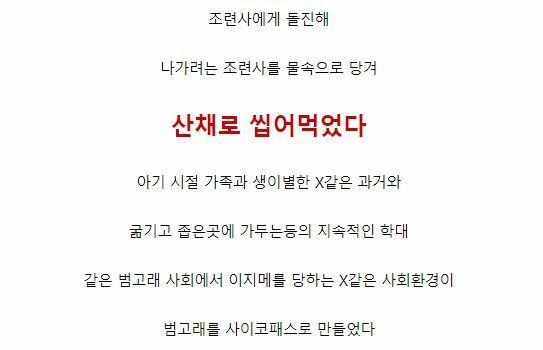 조련사에게 돌진해
나가려는 조련사를 물속으로 당겨
산채로 씹어먹었다
아기 시절 가족과 생이별한 X같은 과거와
굶기고 좁은곳에 가두는등의 지속적인 학대
같은 범고래 사회에서 이지메를 당하는 X같은 사회환경이
범고래를 사이코패스로 만들었다